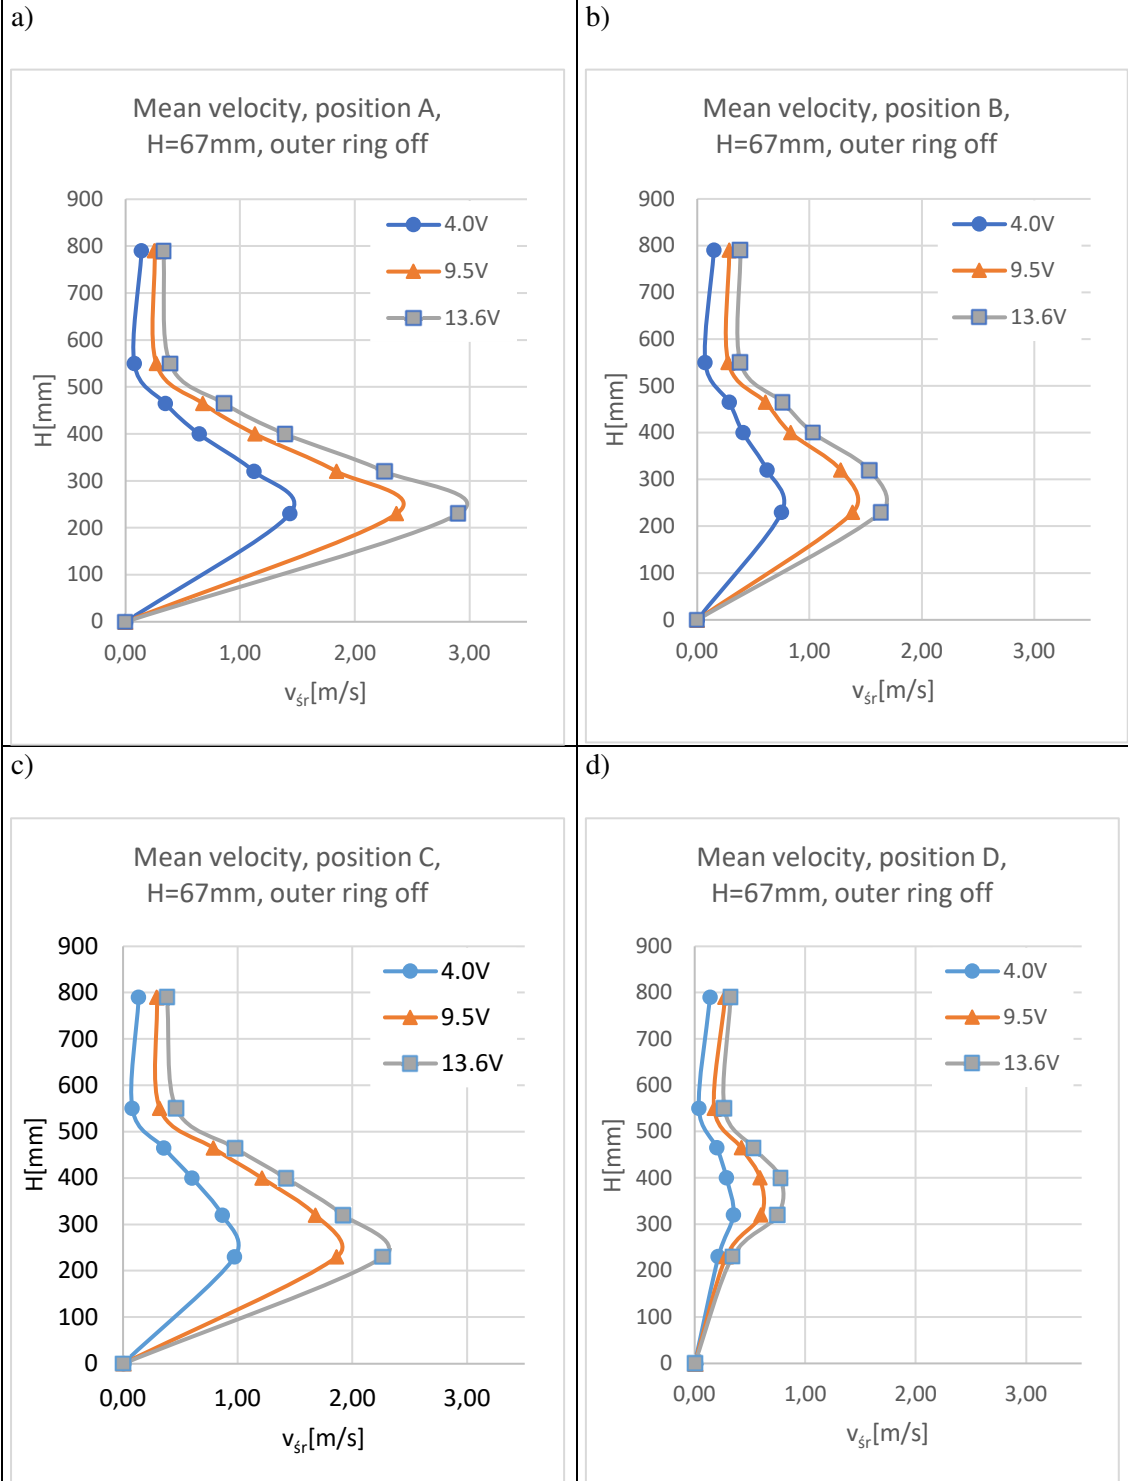 a)
Mean velocity, position A,
H=67mm, outer ring off
900
800
700
600
500
400
300
200
100
0
H[mm]
4.0V
9.5V
13.6V
0,00 1,00 2,00 3,00
vśr[m/s]
b)
Mean velocity, position B,
H=67mm, outer ring off
900
800
700
600
500
400
300
200
100
0
H[mm]
4.0V
9.5V
13.6V
0,00 1,00 2,00 3,00
vśr[m/s]
c)
Mean velocity, position C,
H=67mm, outer ring off
900
800
700
600
500
400
300
200
100
0
H[mm]
4.0V
9.5V
13.6V
0,00 1,00 2,00 3,00
vśr[m/s]
d)
Mean velocity, position D,
H=67mm, outer ring off
900
800
700
600
500
400
300
200
100
0
H[mm]
4.0V
9.5V
13.6V
0,00 1,00 2,00 3,00
vśr[m/s]